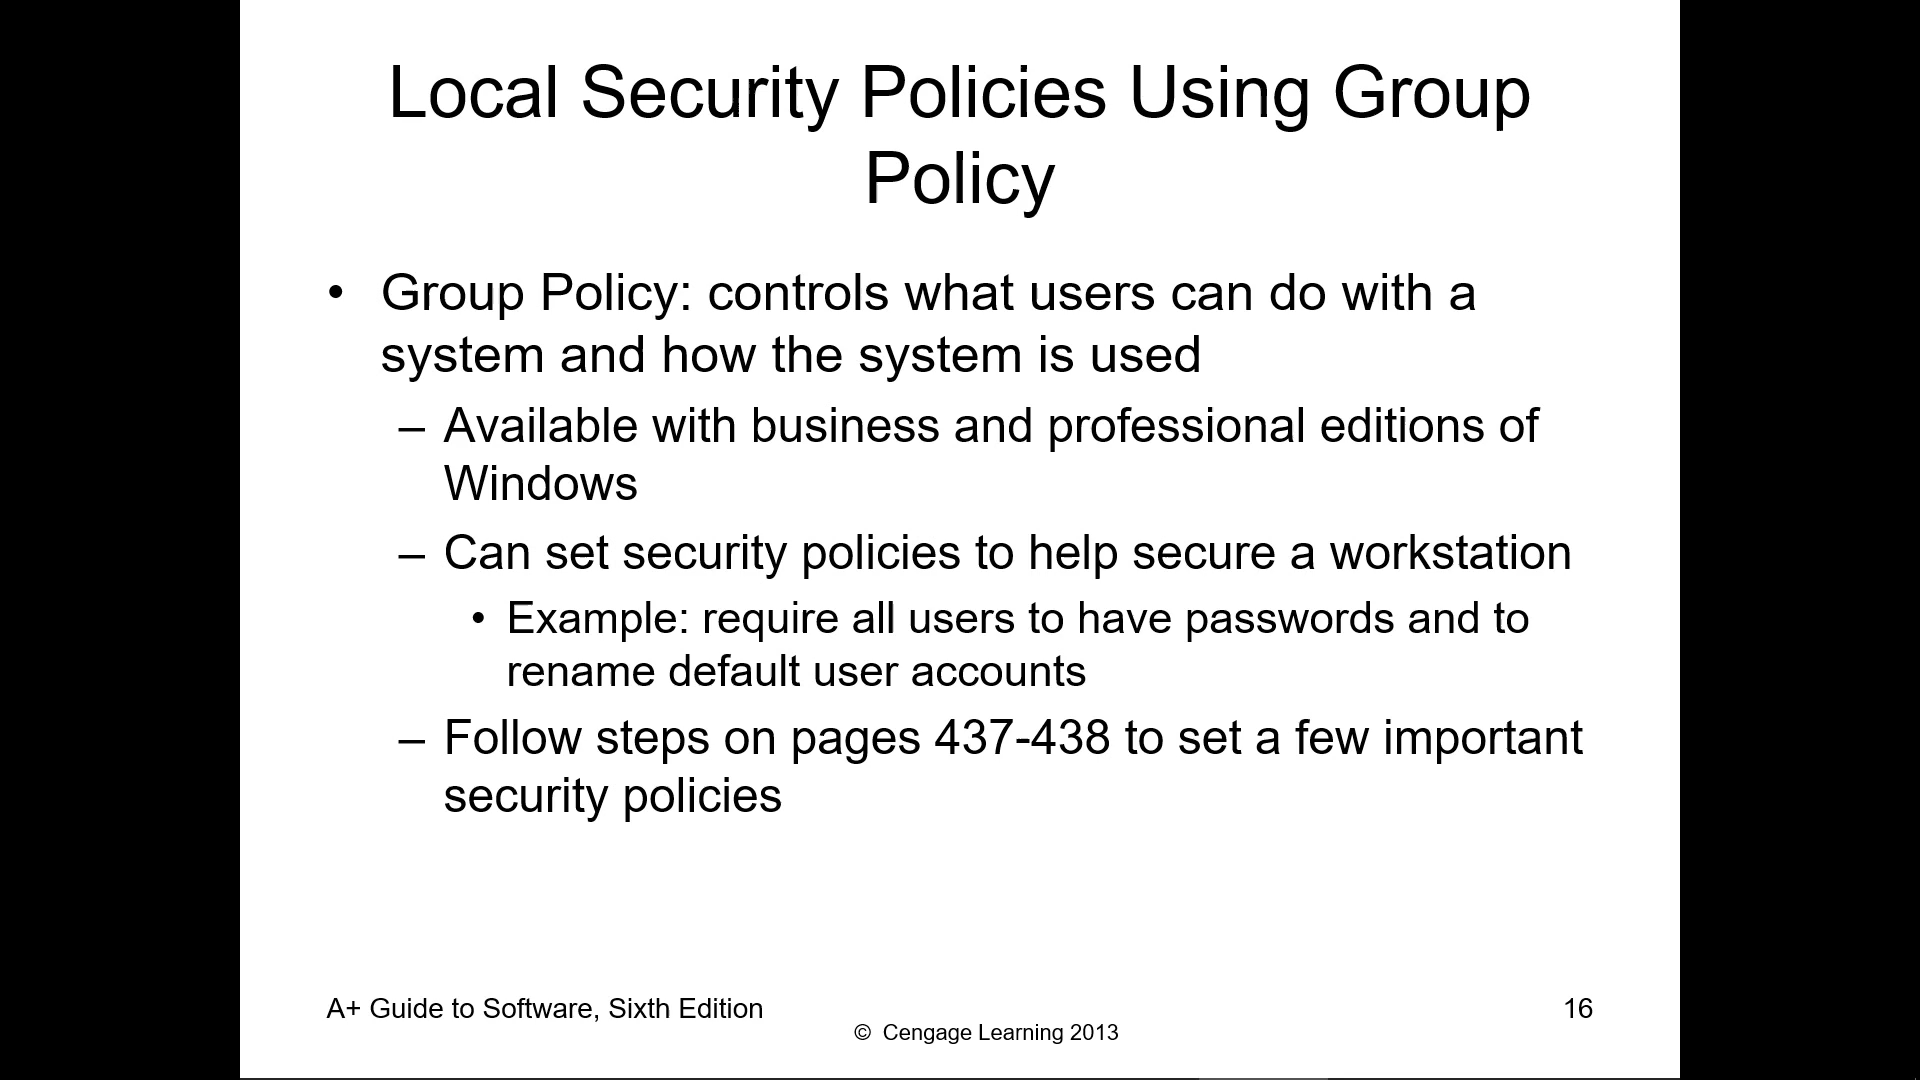 Local Security Policies Using Group
Policy
• Group Policy: controls what users can do with a
system and how the system is used
– Available with business and professional editions of
Windows
– Can set security policies to help secure a workstation
• Example: require all users to have passwords and to
rename default user accounts
– Follow steps on pages 437-438 to set a few important
security policies
A+ Guide to Software, Sixth Edition
16
© Cengage Learning 2013